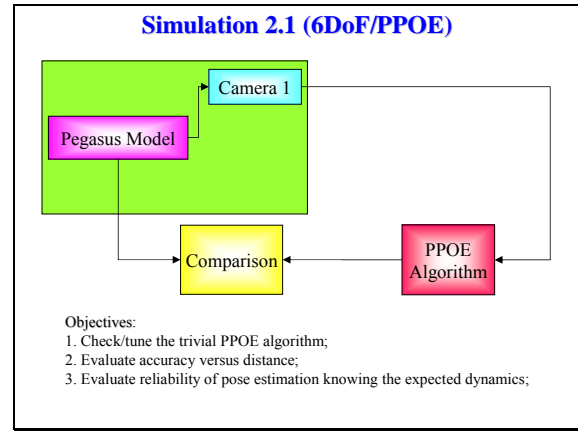 Simulation 2.1 (6DoF/PPOE)
Camera 1
Pegasus Model
Comparison
PPOE
Algorithm
Objectives:
1. Check/tune the trivial PPOE algorithm;
2. Evaluate accuracy versus distance;
3. Evaluate reliability of pose estimation knowing the expected dynamics;